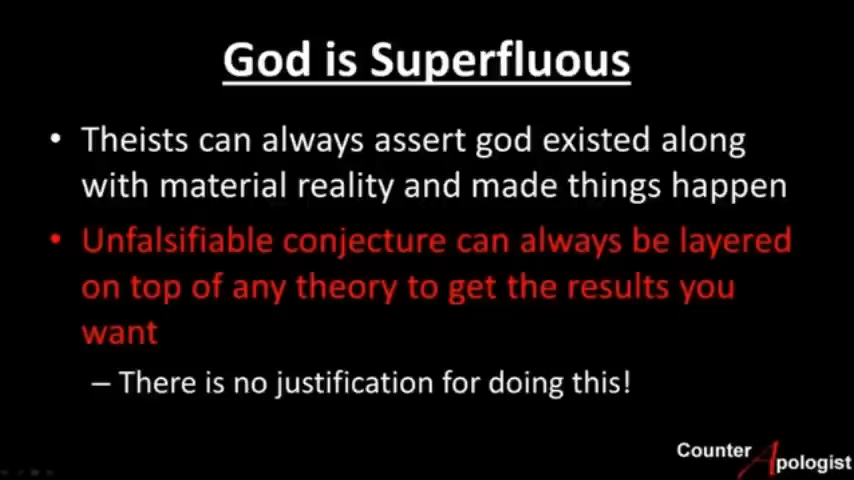 God is Superfluous
• Theists can always assert god existed along
with material reality and made things happen
• Unfalsifiable conjecture can always be layered
on top of any theory to get the results you
want
– There is no justification for doing this!
Counter Apologist